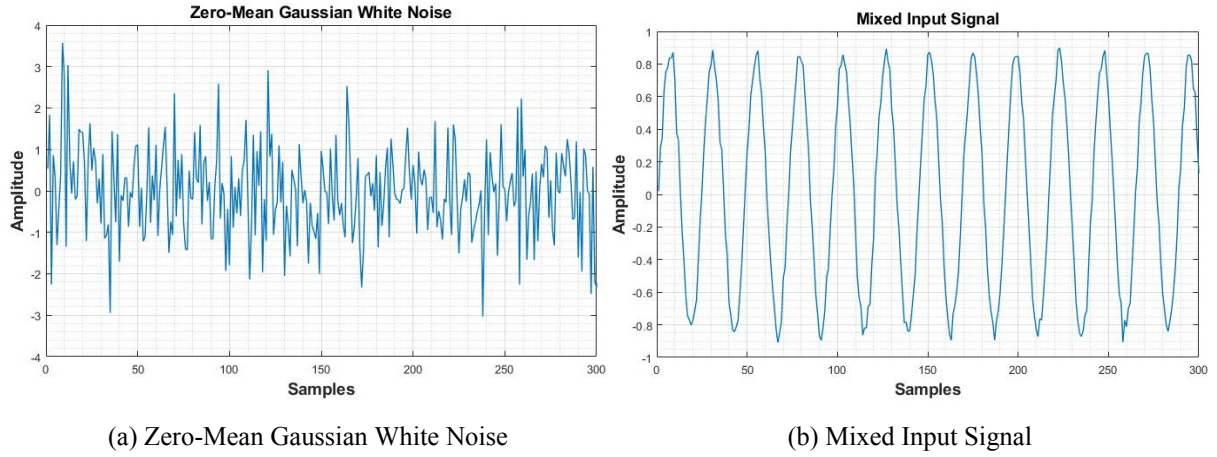 Zero-Mean Gaussian White Noise
4
3
2
1
0
-1
-2
-3
-4
Amplitude
0 50 100 150 200 250 300
Samples
(a) Zero-Mean Gaussian White Noise
Mixed Input Signal
1
0.8
0.6
0.4
0.2
0
-0.2
-0.4
-0.6
-0.8
-1
Amplitude
0 50 100 150 200 250 300
Samples
(b) Mixed Input Signal